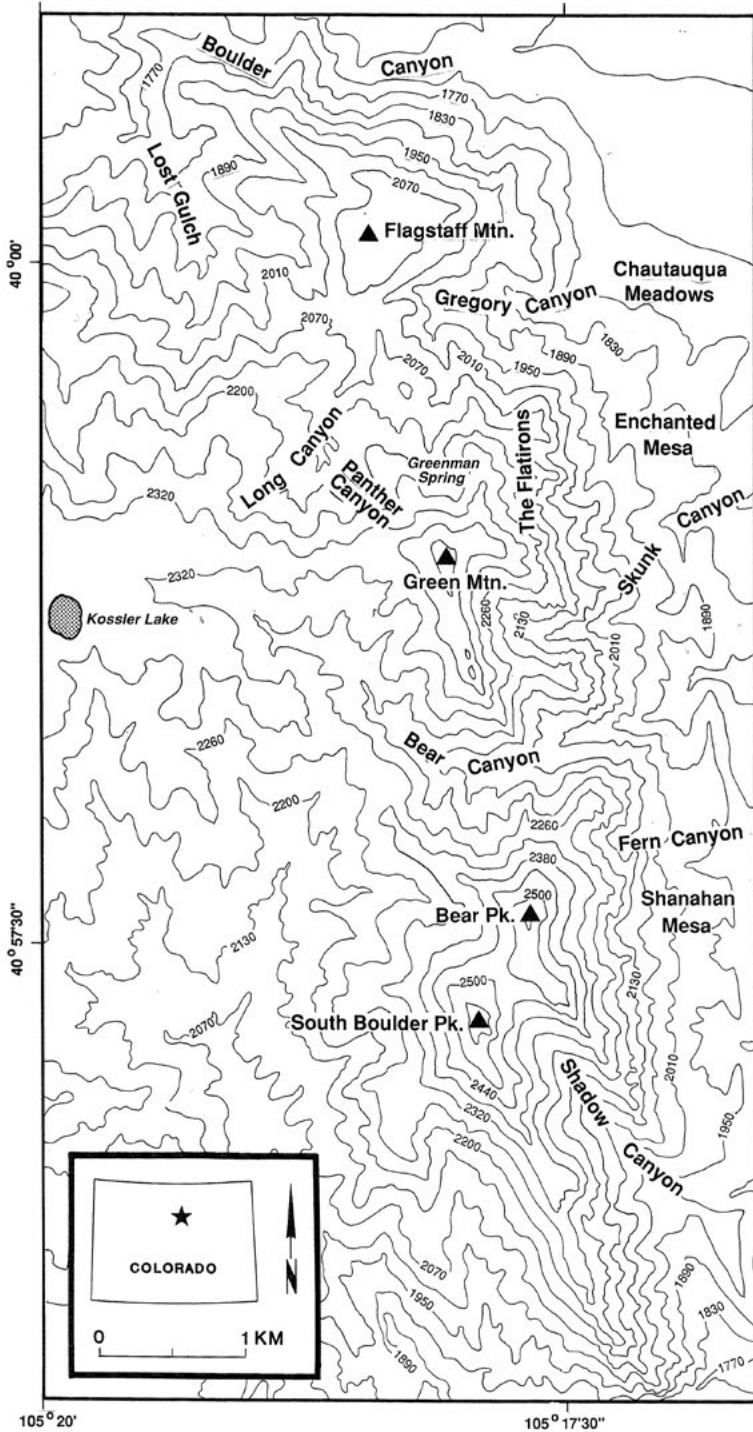 Boulder Canyon
1770
1770
1830
Lost Gulch
1950
1890
2070
Flagstaff Mtn.
40°00'
2010
Gregory Canyon
Chautauqua
Meadows
2070
1830
1890
2010
2070
1950
2200
Long Canyon
Panther
Canyon
Greenman
Spring
The Flatirons
Enchanted
Mesa
2320
Skunk Canyon
Green Mtn.
2320
Kossler Lake
2260
2130
1890
2010
2260
Bear Canyon
2200
2260
Fern Canyon
2380
2500
Bear Pk.
Shanahan
Mesa
40°57'30"
2130
2500
2130
South Boulder Pk.
2070
2010
2440
Shadow Canyon
2320
1950
2200
COLORADO
N
0 1 KM
2070
1950
1890
1890
1830
1770
105°20'
105°17'30"